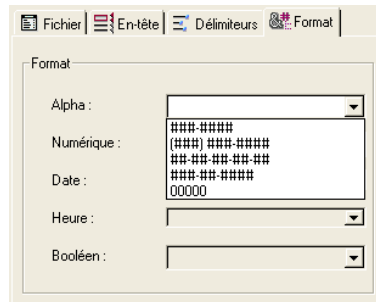 Fichier En-tête Délimiteurs Format
Format
Alpha :
###-####
Numérique :
(###) ###-####
##-##-##-##-##
Date :
###-##-####
00000
Heure :
Booléen :